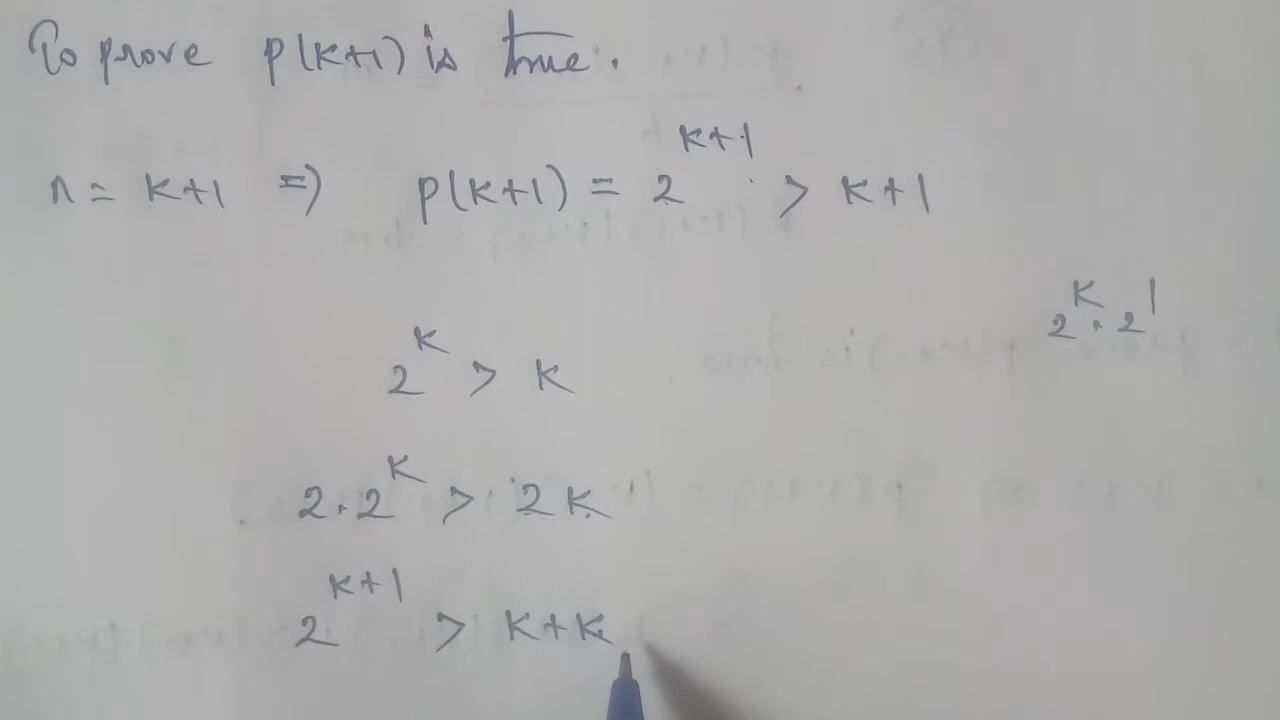 To prove p(k+1) is true.
n = k+1 ⇒ p(k+1) = 2^{k+1} > k+1
2^k · 2^1
2^k > k
2 · 2^k > 2k
2^{k+1} > k+k